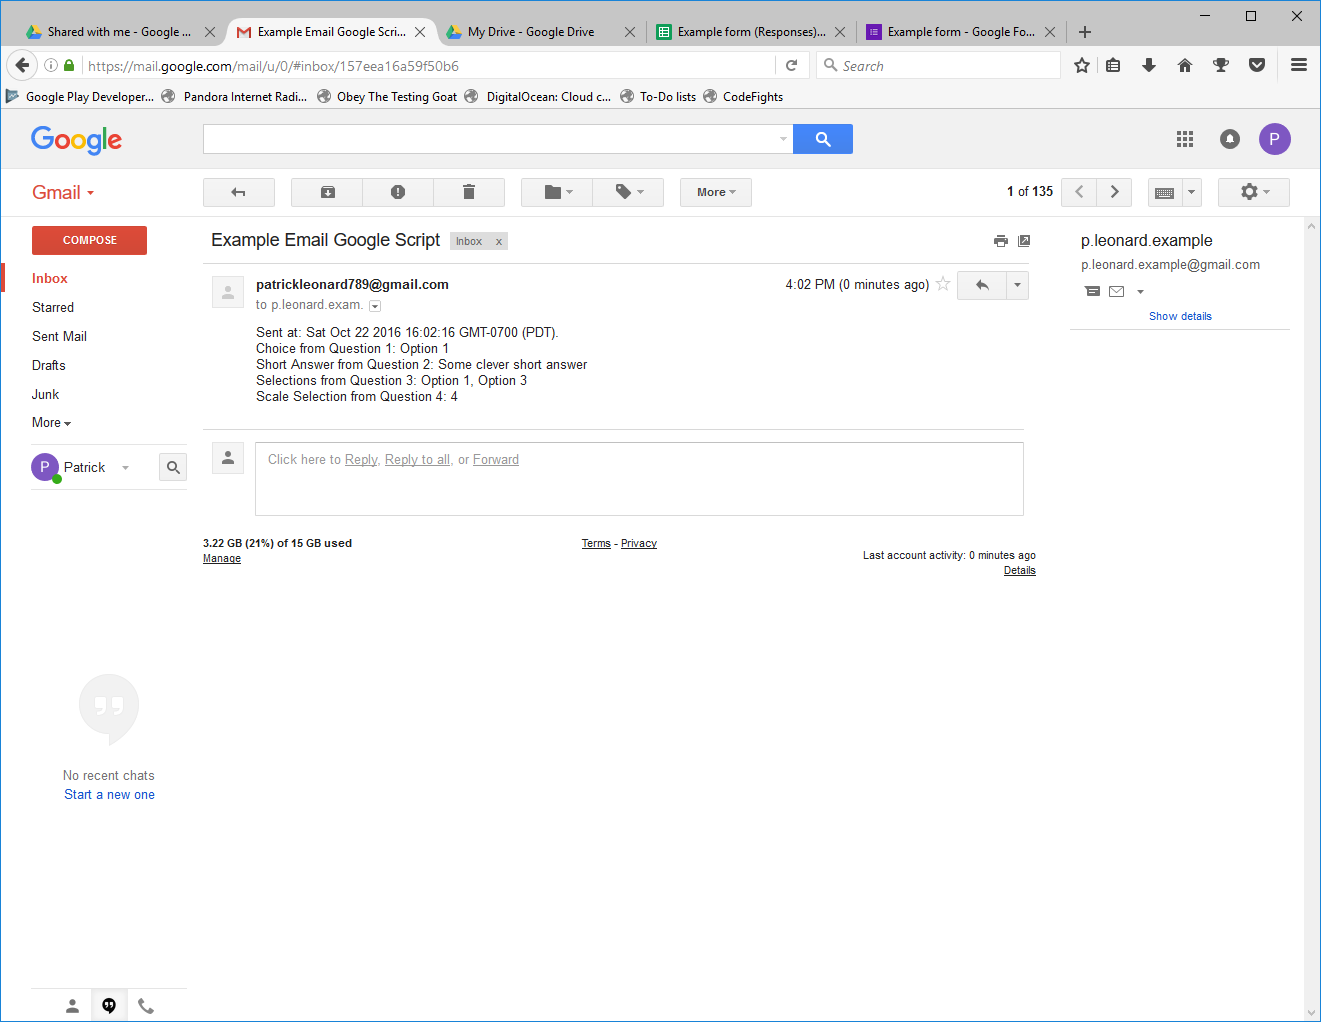 Shared with me - Google ...
Example Email Google Scri...
My Drive - Google Drive
Example form (Responses)...
Example form - Google Fo...
https://mail.google.com/mail/u/0/#inbox/157eea16a59f50b6
Search
Google Play Developer...
Pandora Internet Radi...
Obey The Testing Goat
DigitalOcean: Cloud c...
To-Do lists
CodeFights
Google
P
Gmail
More
1 of 135
COMPOSE
Inbox
Starred
Sent Mail
Drafts
Junk
More
P Patrick
Example Email Google Script
Inbox x
patrickleonard789@gmail.com
4:02 PM (0 minutes ago)
to p.leonard.exam.
Sent at: Sat Oct 22 2016 16:02:16 GMT-0700 (PDT).
Choice from Question 1: Option 1
Short Answer from Question 2: Some clever short answer
Selections from Question 3: Option 1, Option 3
Scale Selection from Question 4: 4
Click here to Reply, Reply to all, or Forward
3.22 GB (21%) of 15 GB used
Manage
Terms - Privacy
Last account activity: 0 minutes ago
Details
p.leonard.example
p.leonard.example@gmail.com
Show details
No recent chats
Start a new one